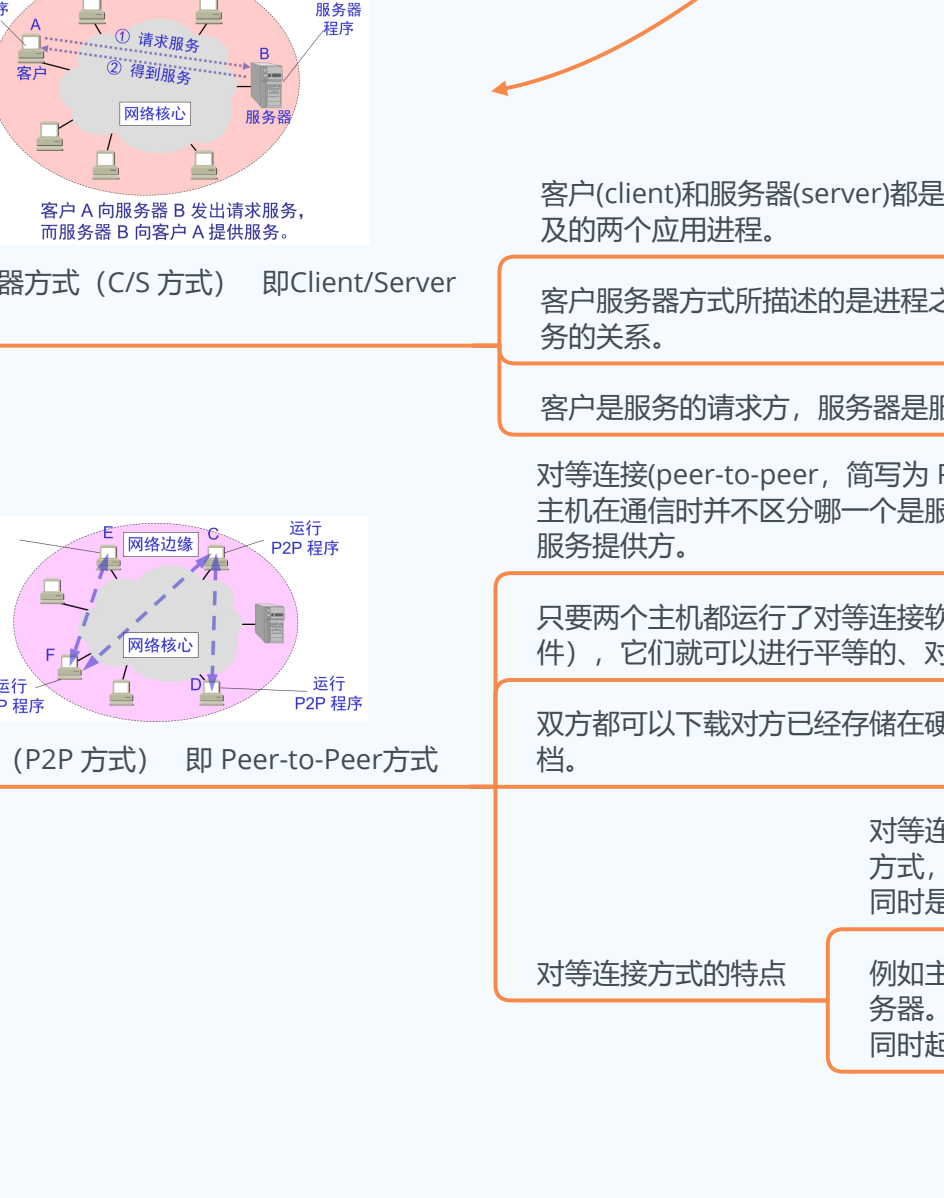 序
服务器
程序
A
① 请求服务
② 得到服务
B
客户
网络核心
服务器
客户 A 向服务器 B 发出请求服务，
而服务器 B 向客户 A 提供服务。
器方式（C/S 方式） 即Client/Server
客户(client)和服务器(server)都是
及的两个应用进程。
客户服务器方式所描述的是进程之
务的关系。
客户是服务的请求方，服务器是服
对等连接(peer-to-peer，简写为 P
主机在通信时并不区分哪一个是服
服务提供方。
E
网络边缘
C
运行
P2P 程序
网络核心
F
D
运行
P 程序
运行
P2P 程序
只要两个主机都运行了对等连接软
件），它们就可以进行平等的、对
双方都可以下载对方已经存储在硬
档。
（P2P 方式） 即 Peer-to-Peer方式
对等连
方式，
同时是
对等连接方式的特点
例如主
务器。
同时起